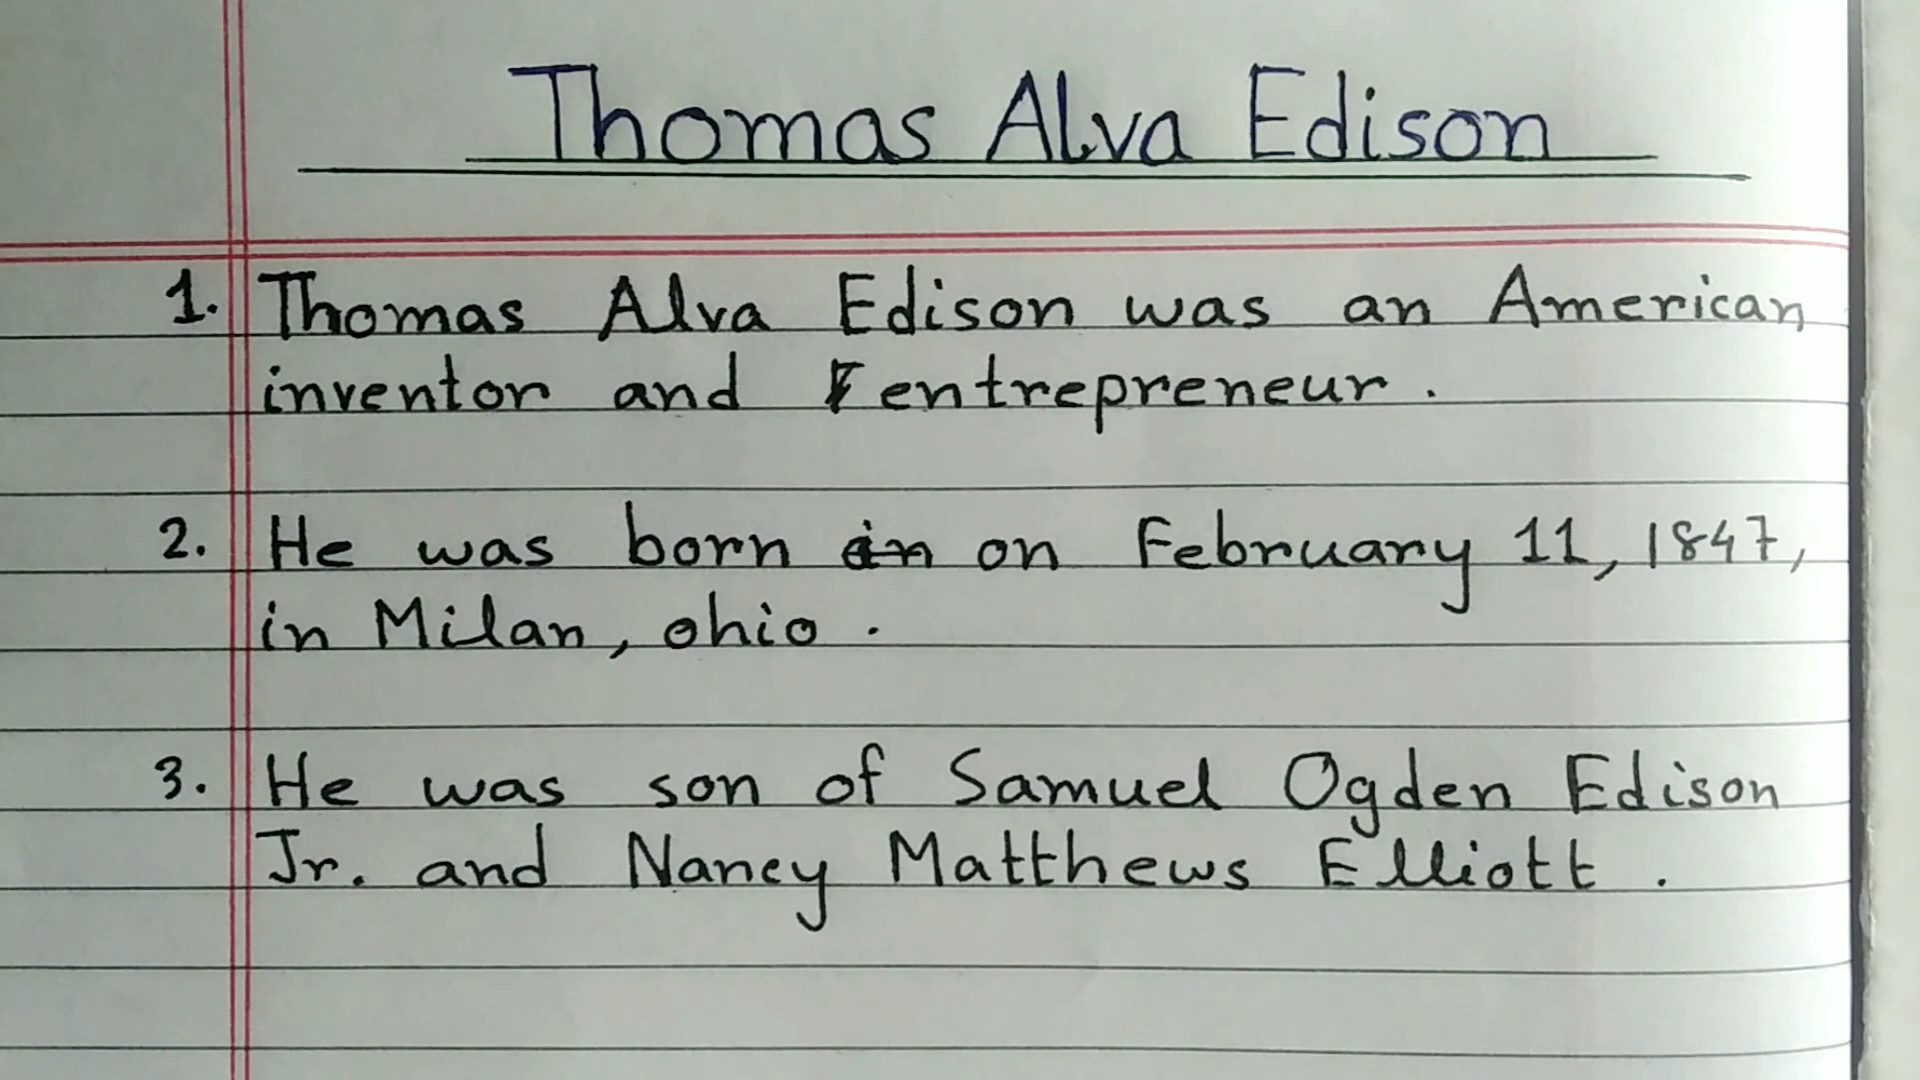 Thomas Alva Edison
1. Thomas Alva Edison was an American
inventor and entrepreneur.
2. He was born in on February 11, 1847,
in Milan, ohio.
3. He was son of Samuel Ogden Edison
Jr. and Nancy Matthews Elliott.